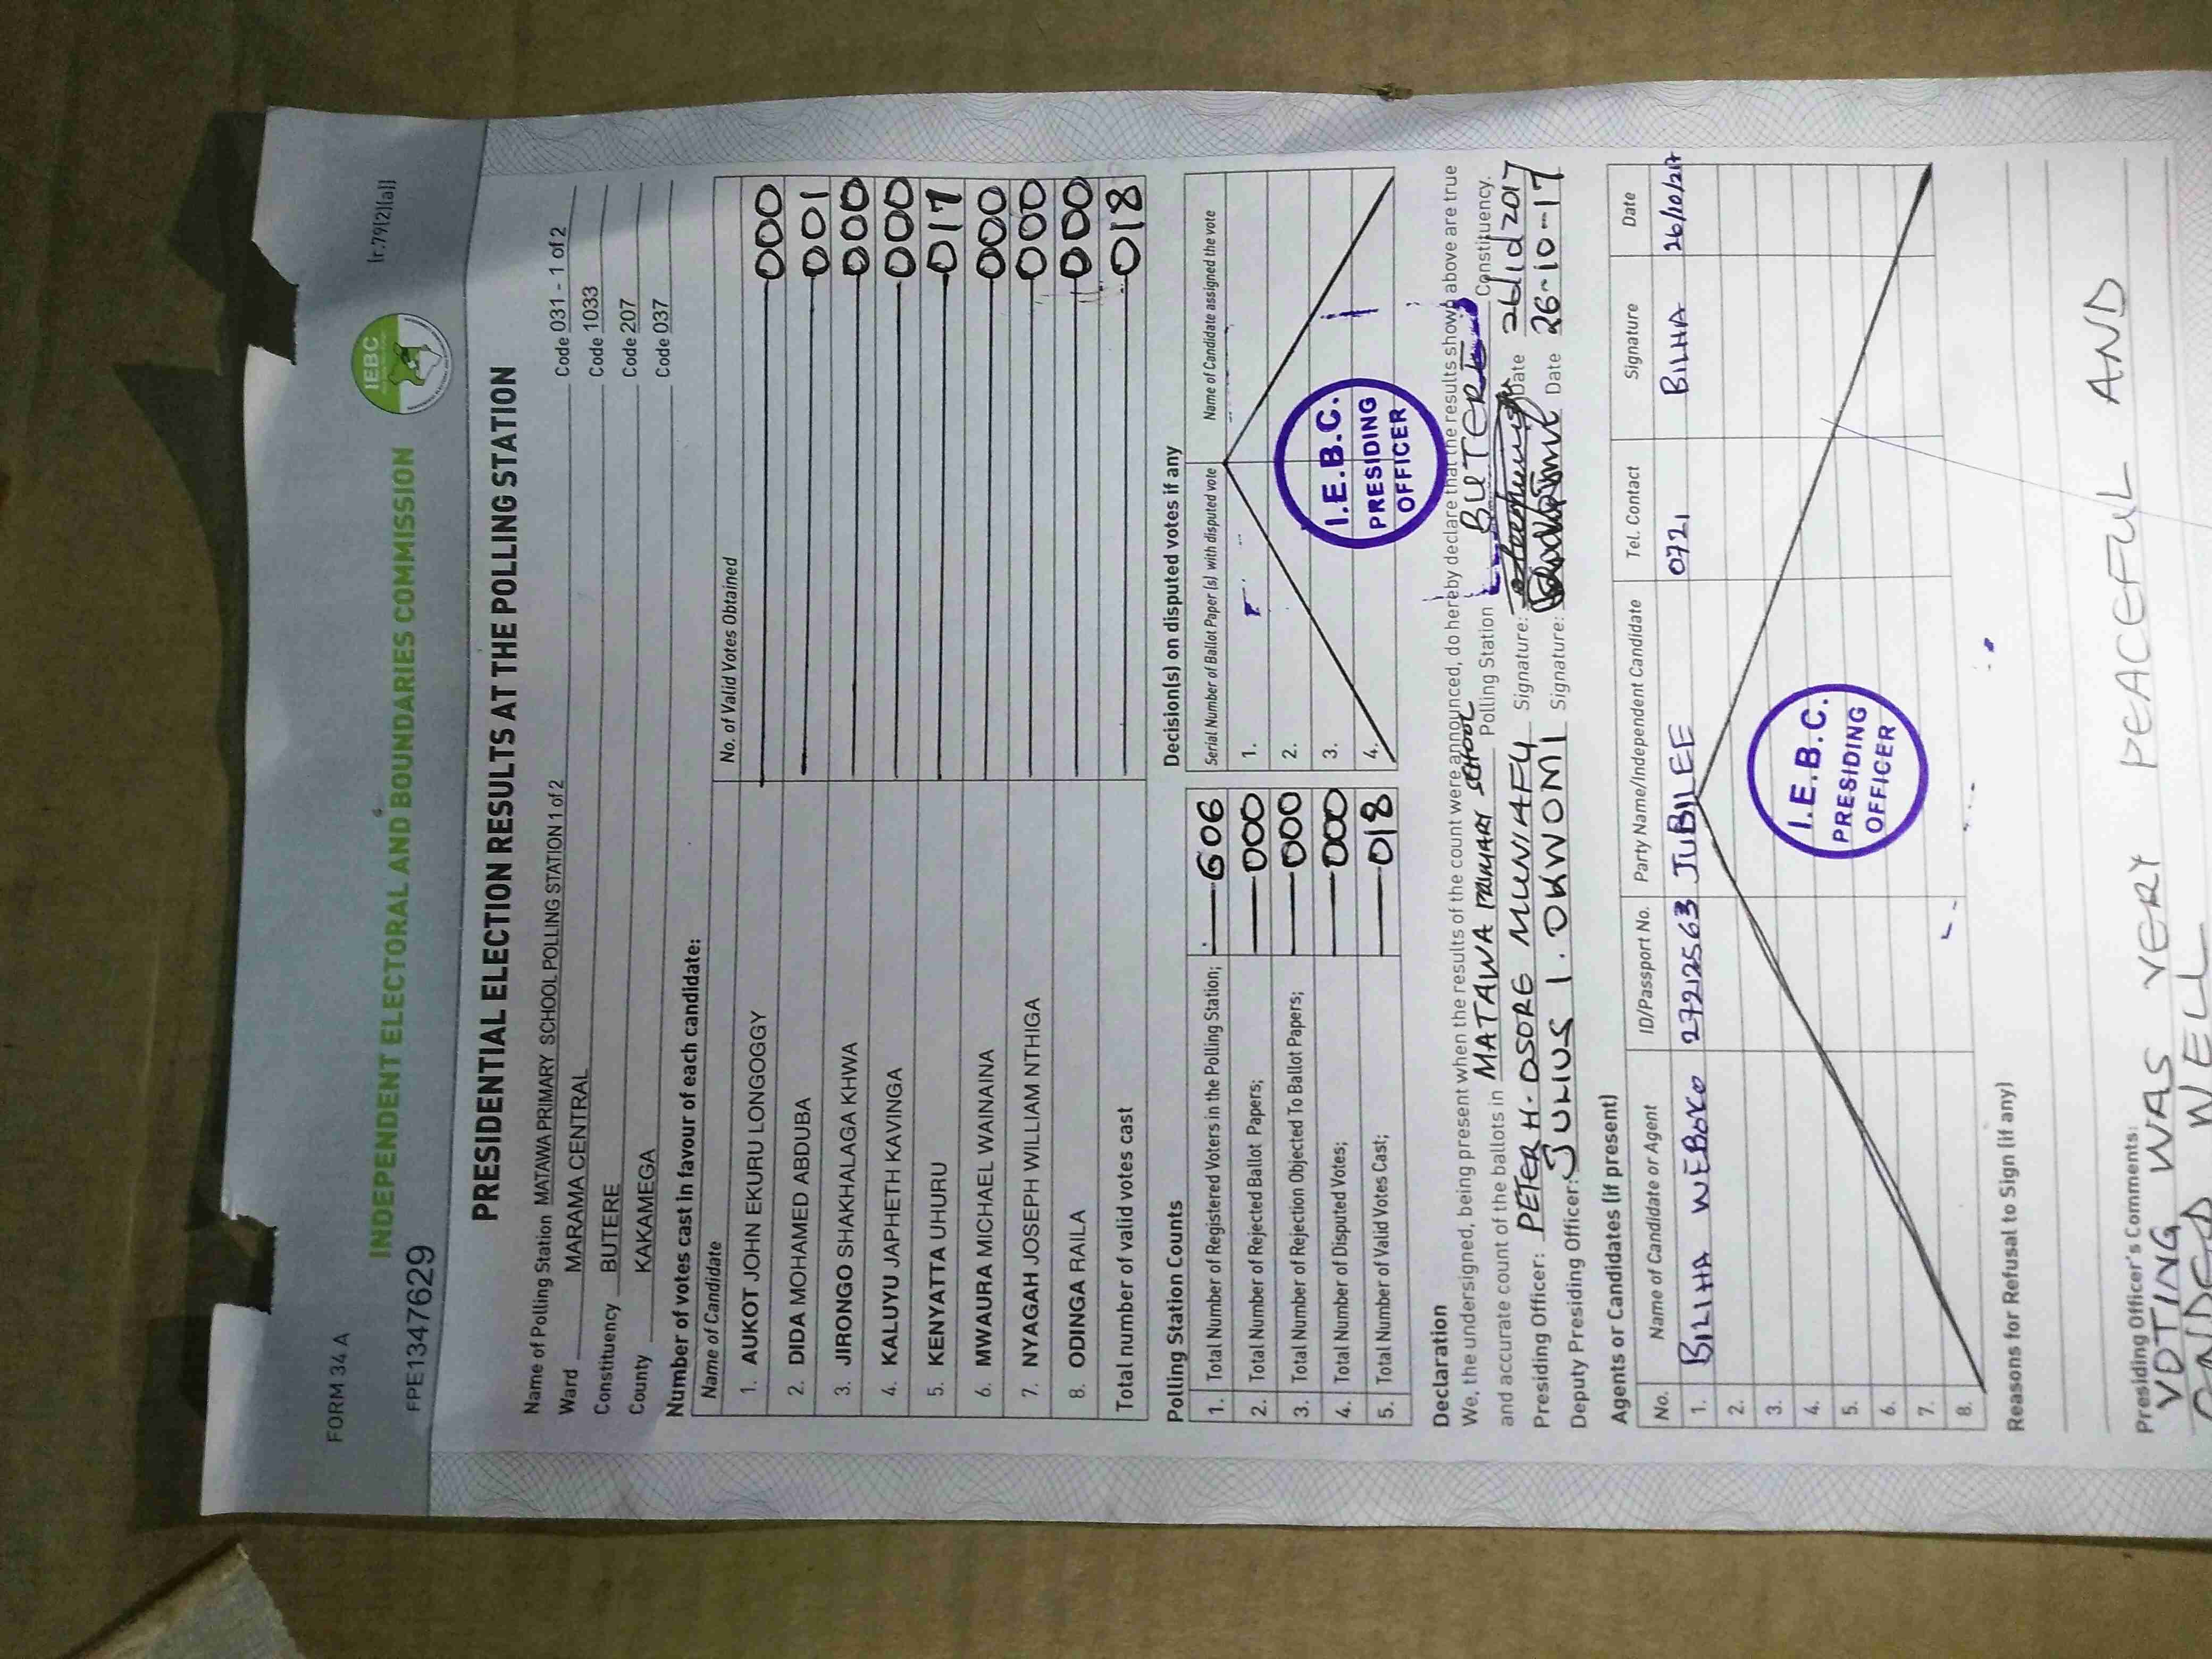 FORM 34 A
[r.79(2)(a)]
INDEPENDENT ELECTORAL AND BOUNDARIES COMMISSION
IEBC
FPE1347629
PRESIDENTIAL ELECTION RESULTS AT THE POLLING STATION
Name of Polling Station MATAWA PRIMARY SCHOOL POLLING STATION 1 of 2 Code 031 - 1 of 2
Ward MARAMA CENTRAL Code 1033
Constituency BUTERE Code 207
County KAKAMEGA Code 037
Number of votes cast in favour of each candidate:
Name of Candidate No. of Valid Votes Obtained
1. AUKOT JOHN EKURU LONGOGGY 000
2. DIDA MOHAMED ABDUBA 001
3. JIRONGO SHAKHALAGA KHWA 000
4. KALUYU JAPHETH KAVINGA 000
5. KENYATTA UHURU 017
6. MWAURA MICHAEL WAINAINA 000
7. NYAGAH JOSEPH WILLIAM NTHIGA 000
8. ODINGA RAILA 000
Total number of valid votes cast 018
Polling Station Counts
1. Total Number of Registered Voters in the Polling Station; 606
2. Total Number of Rejected Ballot Papers; 000
3. Total Number of Rejection Objected To Ballot Papers; 000
4. Total Number of Disputed Votes; 000
5. Total Number of Valid Votes Cast; 018
Decision(s) on disputed votes if any
Serial Number of Ballot Paper (s) with disputed vote Name of Candidate assigned the vote
1.
2.
3.
4.
I.E.B.C.
PRESIDING
OFFICER
Declaration
We, the undersigned, being present when the results of the count were announced, do hereby declare that the results shown above are true
and accurate count of the ballots in MATAWA PRIMARY SCHOOL Polling Station BUTERE Constituency.
Presiding Officer: PETER H. OSORE MUNIAFU Signature: Date 26/10/2017
Deputy Presiding Officer: JULIUS I. OKWOMI Signature: Date 26-10-17
Agents or Candidates (if present)
No. Name of Candidate or Agent ID/Passport No. Party Name/Independent Candidate Tel. Contact Signature Date
1. BILHA WEBOKO 27212563 JUBILEE 0721 BILHA 26/10/217
2.
3.
4.
5.
6.
7.
8.
I.E.B.C.
PRESIDING
OFFICER
Reasons for Refusal to Sign (if any)
Presiding Officer's Comments:
VOTING WAS VERY PEACEFUL AND
WELL